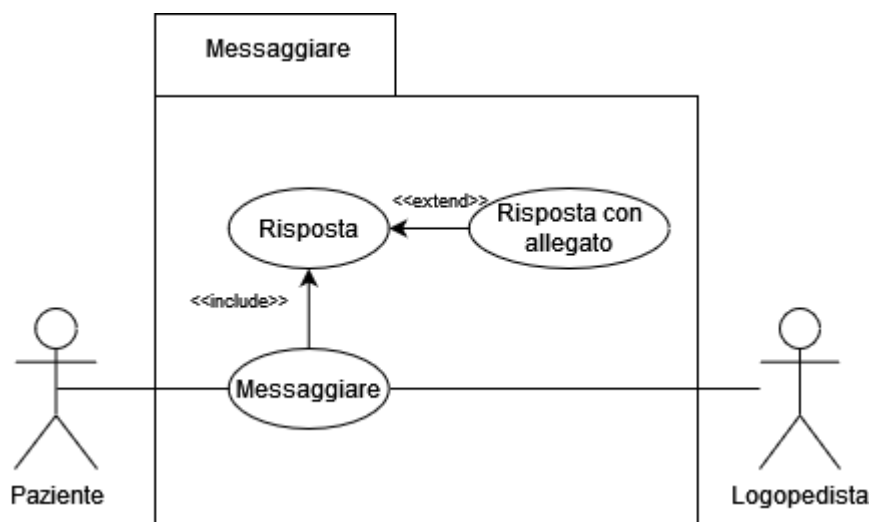 Messaggiare
<<extend>>
Risposta
Risposta con
allegato
<<include>>
Messaggiare
Paziente
Logopedista